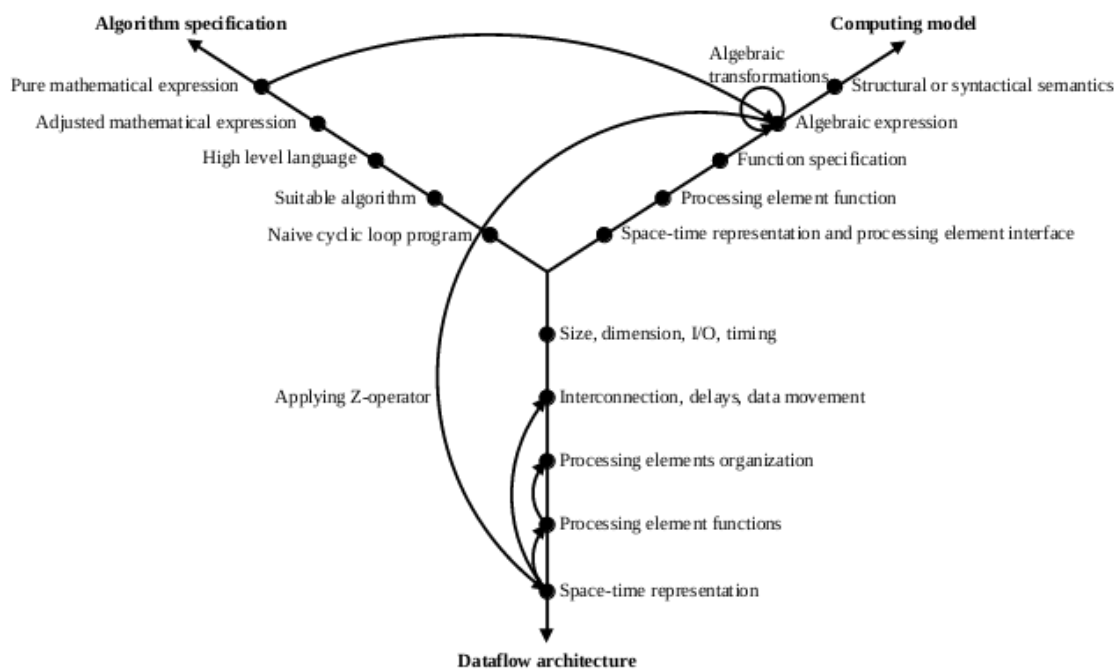 Algorithm specification
Computing model
Algebraic
transformations
Pure mathematical expression
Structural or syntactical semantics
Adjusted mathematical expression
Algebraic expression
High level language
Function specification
Suitable algorithm
Processing element function
Naive cyclic loop program
Space-time representation and processing element interface
Size, dimension, I/O, timing
Applying Z-operator
Interconnection, delays, data movement
Processing elements organization
Processing element functions
Space-time representation
Dataflow architecture